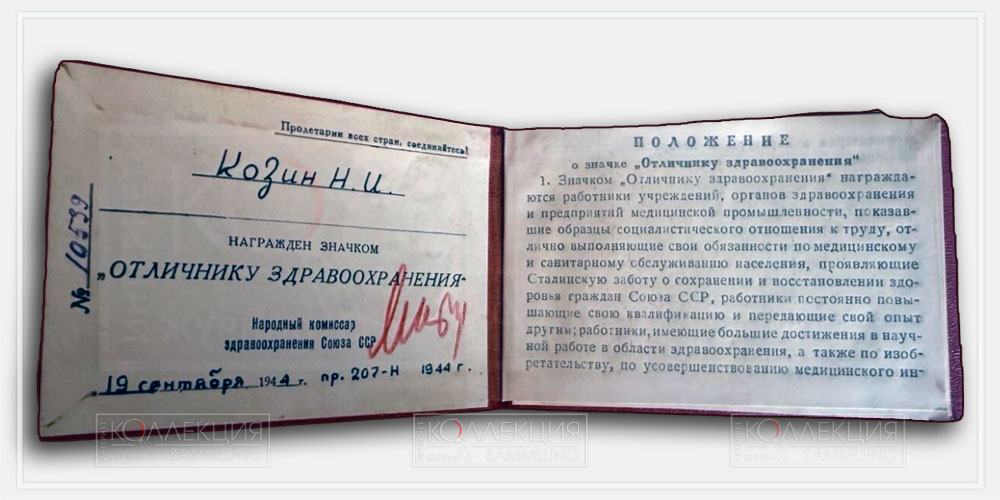 Пролетарии всех стран, соединяйтесь!
Козин Н.И.
№ 10599
НАГРАЖДЕН ЗНАЧКОМ
„ОТЛИЧНИКУ ЗДРАВООХРАНЕНИЯ“
Народный комиссар
здравоохранения Союза ССР
19 сентября 1944 г. пр. 207-Н 1944 г.
ПОЛОЖЕНИЕ
о значке „Отличнику здравоохранения“
1. Значком „Отличнику здравоохранения“ награжда-
ются работники учреждений, органов здравоохранения
и предприятий медицинской промышленности, показав-
шие образцы социалистического отношения к труду, от-
лично выполняющие свои обязанности по медицинскому
и санитарному обслуживанию населения, проявляющие
Сталинскую заботу о сохранении и восстановлении здо-
ровья граждан Союза ССР, работники постоянно повы-
шающие свою квалификацию и передающие свой опыт
другим; работники, имеющие большие достижения в науч-
ной работе в области здравоохранения, а также по изоб-
ретательству, по усовершенствованию медицинского ин-
КОЛЛЕКЦИЯ
SAMMLUNG
КОЛЛЕКЦИЯ
SAMMLUNG
КОЛЛЕКЦИЯ
SAMMLUNG